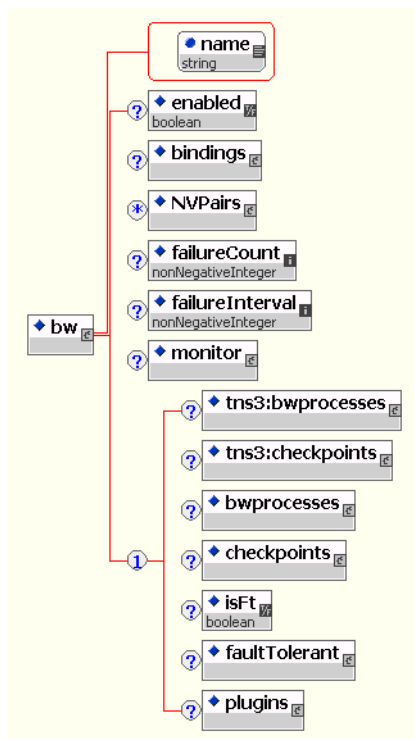 name
string
?
enabled
boolean
?
bindings
*
NVPairs
?
failureCount
nonNegativeInteger
?
failureInterval
nonNegativeInteger
bw
?
monitor
?
tns3:bwprocesses
?
tns3:checkpoints
?
bwprocesses
1
?
checkpoints
?
isFt
boolean
?
faultTolerant
?
plugins